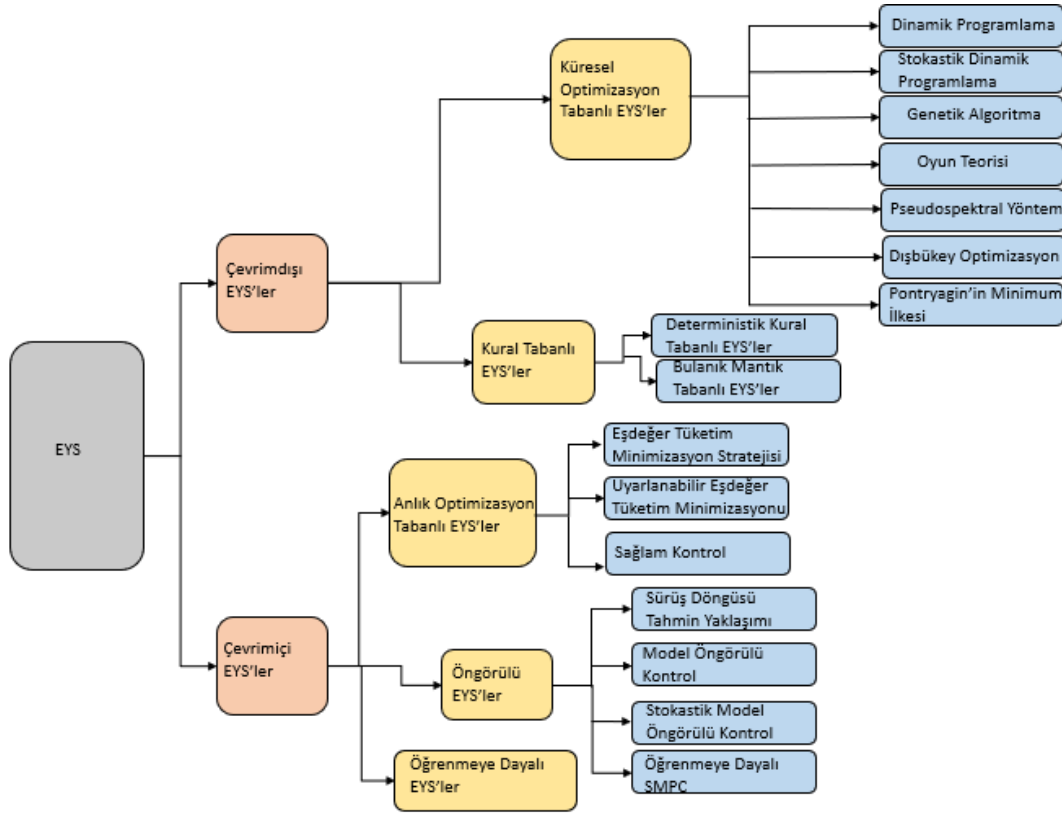 EYS
Çevrimdışı
EYS'ler
Küresel
Optimizasyon
Tabanlı EYS'ler
Dinamik Programlama
Stokastik Dinamik
Programlama
Genetik Algoritma
Oyun Teorisi
Pseudospektral Yöntem
Dışbükey Optimizasyon
Pontryagin'in Minimum
İlkesi
Kural Tabanlı
EYS'ler
Deterministik Kural
Tabanlı EYS'ler
Bulanık Mantık
Tabanlı EYS'ler
Çevrimiçi
EYS'ler
Anlık Optimizasyon
Tabanlı EYS'ler
Eşdeğer Tüketim
Minimizasyon Stratejisi
Uyarlanabilir Eşdeğer
Tüketim Minimizasyonu
Sağlam Kontrol
Öngörülü
EYS'ler
Sürüş Döngüsü
Tahmin Yaklaşımı
Model Öngörülü
Kontrol
Stokastik Model
Öngörülü Kontrol
Öğrenmeye Dayalı
SMPC
Öğrenmeye Dayalı
EYS'ler